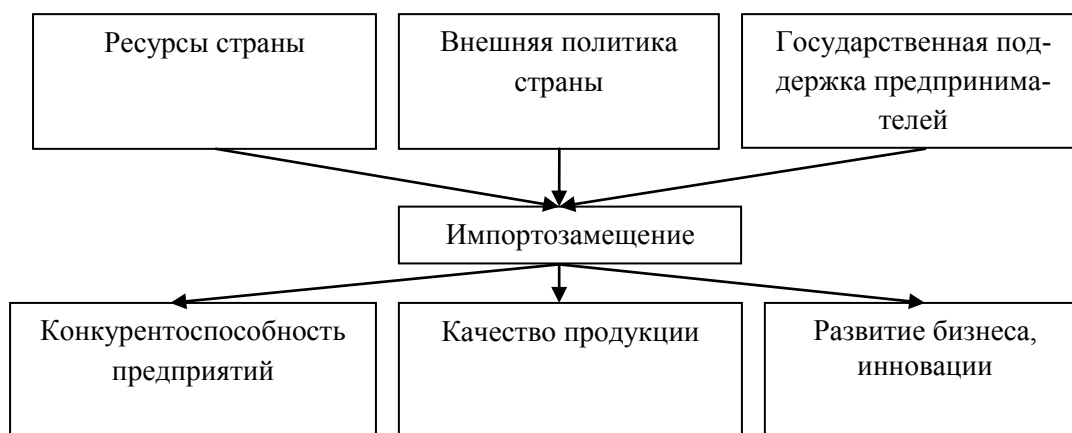 Ресурсы страны
Внешняя политика
страны
Государственная под-
держка предпринима-
телей
Импортозамещение
Конкурентоспособность
предприятий
Качество продукции
Развитие бизнеса,
инновации